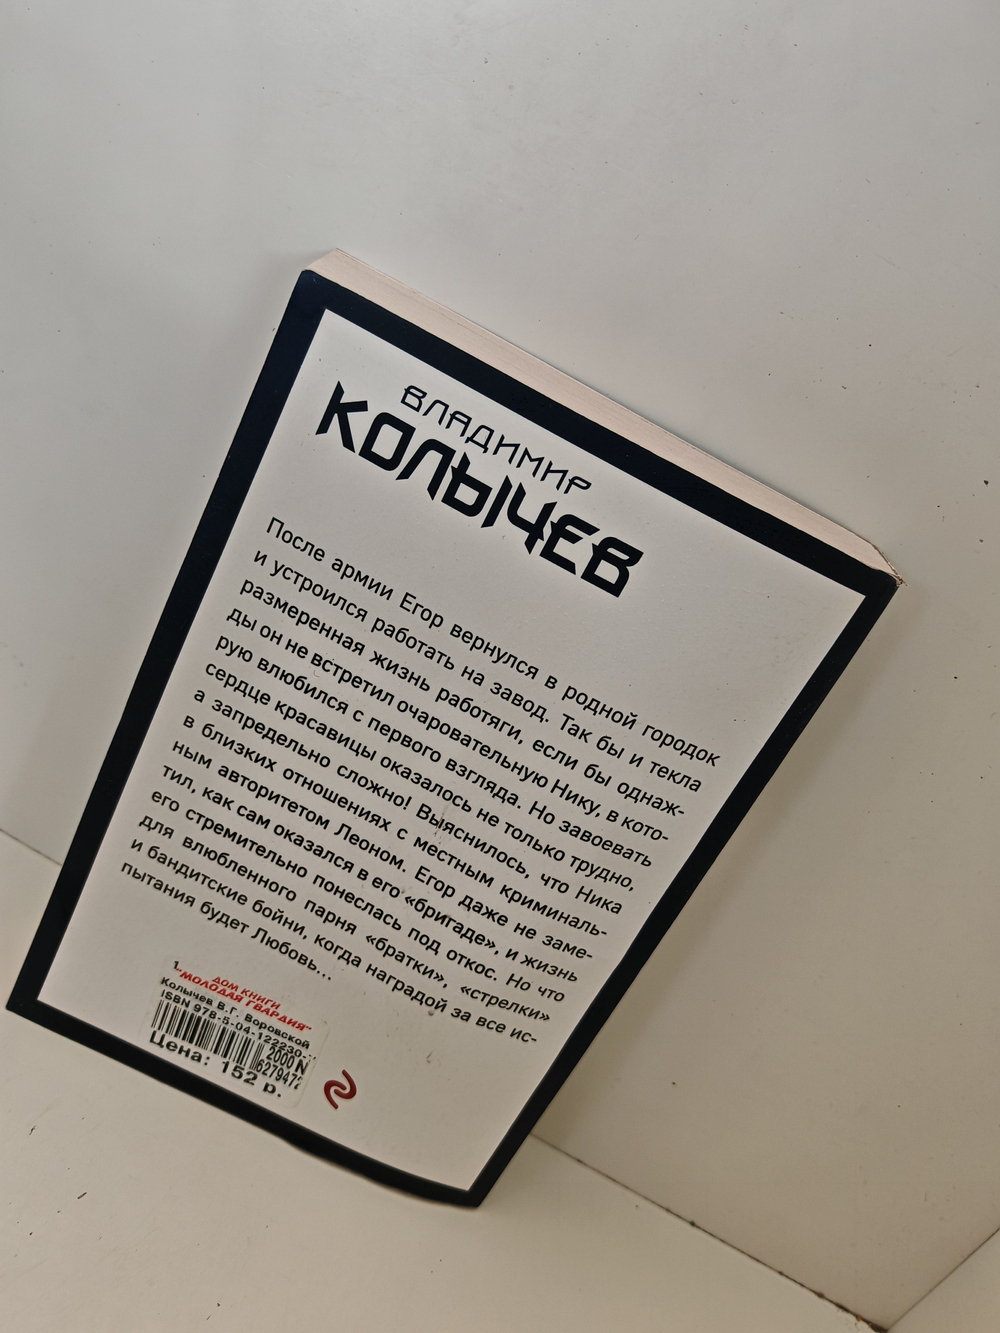 ВЛАДИМИР
КОЛЫЧЕВ
После армии Егор вернулся в родной городок
и устроился работать на завод. Так бы и текла
размеренная жизнь работяги, если бы однаж-
ды он не встретил очаровательную Нику, в кото-
рую влюбился с первого взгляда. Но завоевать
сердце красавицы оказалось не только трудно,
а запредельно сложно! Выяснилось, что Ника
в близких отношениях с местным криминаль-
ным авторитетом Леоном. Егор даже не заме-
тил, как сам оказался в его «бригаде», и жизнь
его стремительно понеслась под откос. Но что
для влюбленного парня «братки», «стрелки»
и бандитские бойни, когда наградой за все ис-
пытания будет Любовь...
1.
ДОМ КНИГИ
"МОЛОДАЯ ГВАРДИЯ"
Колычев В.Г. Воровской
ISBN 978-5-04-122230-
2000 N
627947
Цена: 152 р.